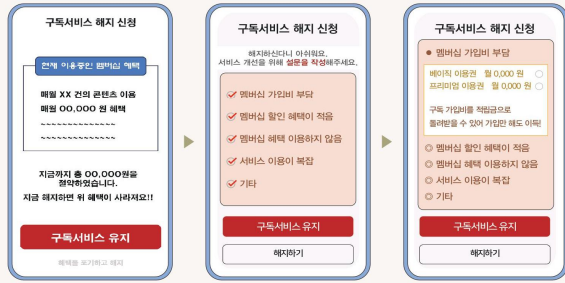 구독서비스 해지 신청
현재 이용중인 멤버십 혜택
매월 XX 건의 콘텐츠 이용
매월 OO,OOO 원 혜택
~~~~~~~~~~~~~~
~~~~~~~~~~~~~~
지금까지 총 OO,OOO원을
절약하였습니다.
지금 해지하면 위 혜택이 사라져요!!
구독서비스 유지
혜택을 포기하고 해지
구독서비스 해지 신청
해지하신다니 아쉬워요.
서비스 개선을 위해 설문을 작성해주세요.
멤버십 가입비 부담
멤버십 할인 혜택이 적음
멤버십 혜택 이용하지 않음
서비스 이용이 복잡
기타
구독서비스 유지
해지하기
구독서비스 해지 신청
멤버십 가입비 부담
베이직 이용권 월 0,000 원
프리미엄 이용권 월 0,000 원
구독 가입비를 적립금으로
돌려받을 수 있어 가입만 해도 이득!
멤버십 할인 혜택이 적음
멤버십 혜택 이용하지 않음
서비스 이용이 복잡
기타
구독서비스 유지
해지하기